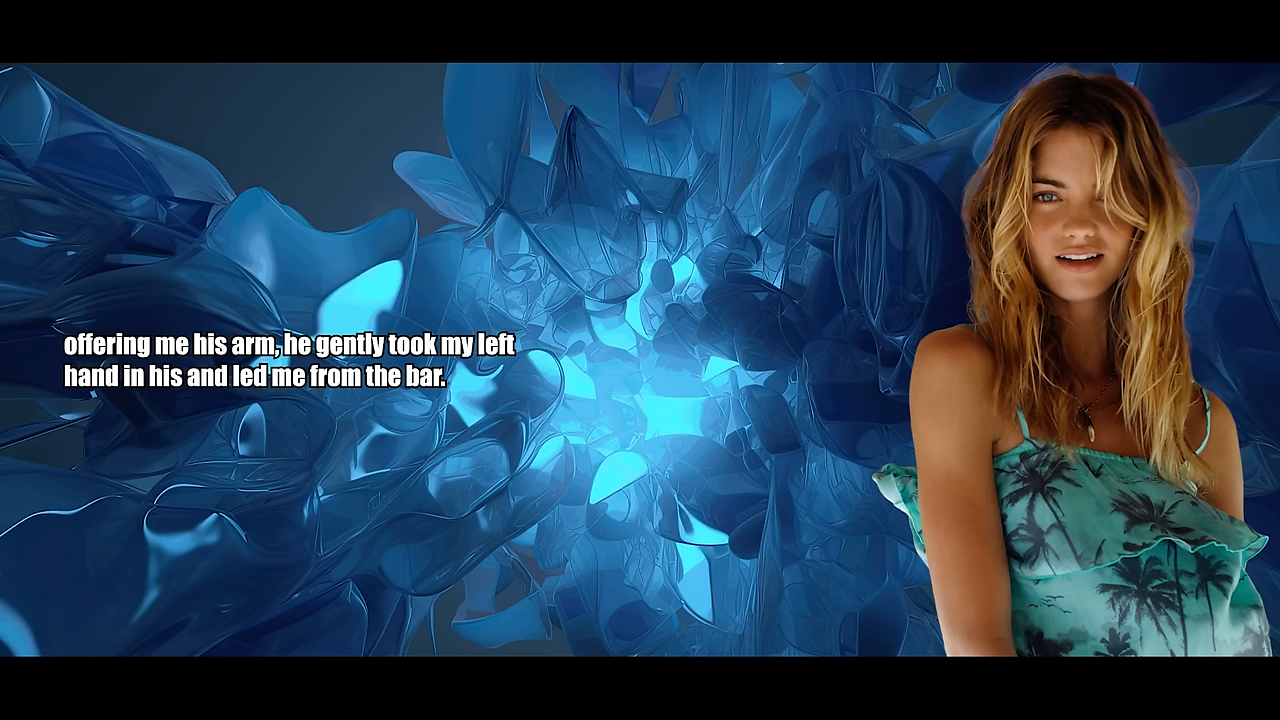 offering me his arm, he gently took my left
hand in his and led me from the bar.